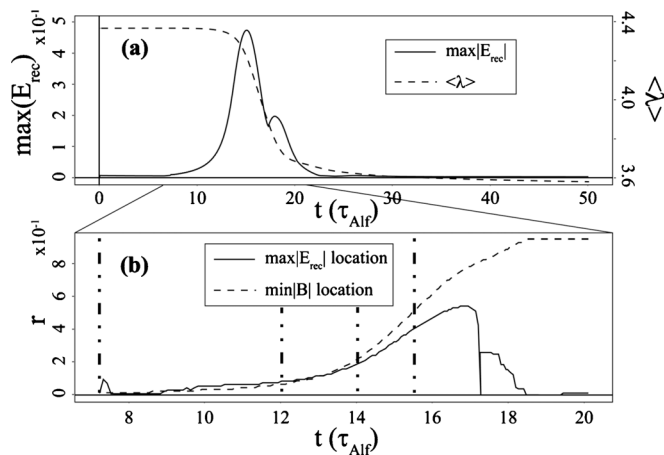 x10⁻¹
(a)
max|E_rec|
<λ>
max(E_rec)
5
4
3
2
1
0
4.4
4.0
3.6
<λ>
0
10
20
30
40
50
t (τ_Alf)
x10⁻¹
(b)
max|E_rec| location
min|B| location
r
8
6
4
2
0
8
10
12
14
16
18
20
t (τ_Alf)